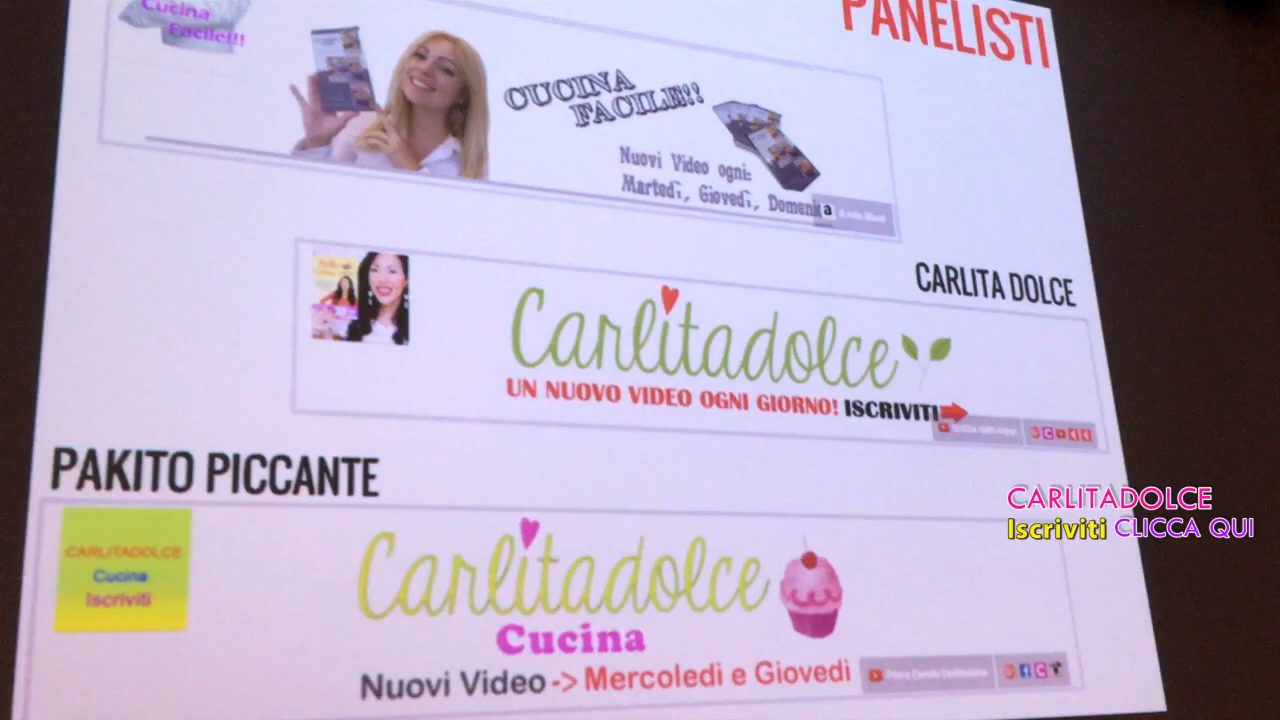 PANELISTI
Cucina
Facile!!!
CUCINA
FACILE!!
Nuovi Video ogni:
Martedì, Giovedì, Domenica
a
CARLITA DOLCE
Carlitadolce
UN NUOVO VIDEO OGNI GIORNO! ISCRIVITI
PAKITO PICCANTE
CARLITADOLCE
Cucina
Iscriviti
Carlitadolce
Cucina
Nuovi Video -> Mercoledì e Giovedì
CARLITADOLCE
Iscriviti CLICCA QUI